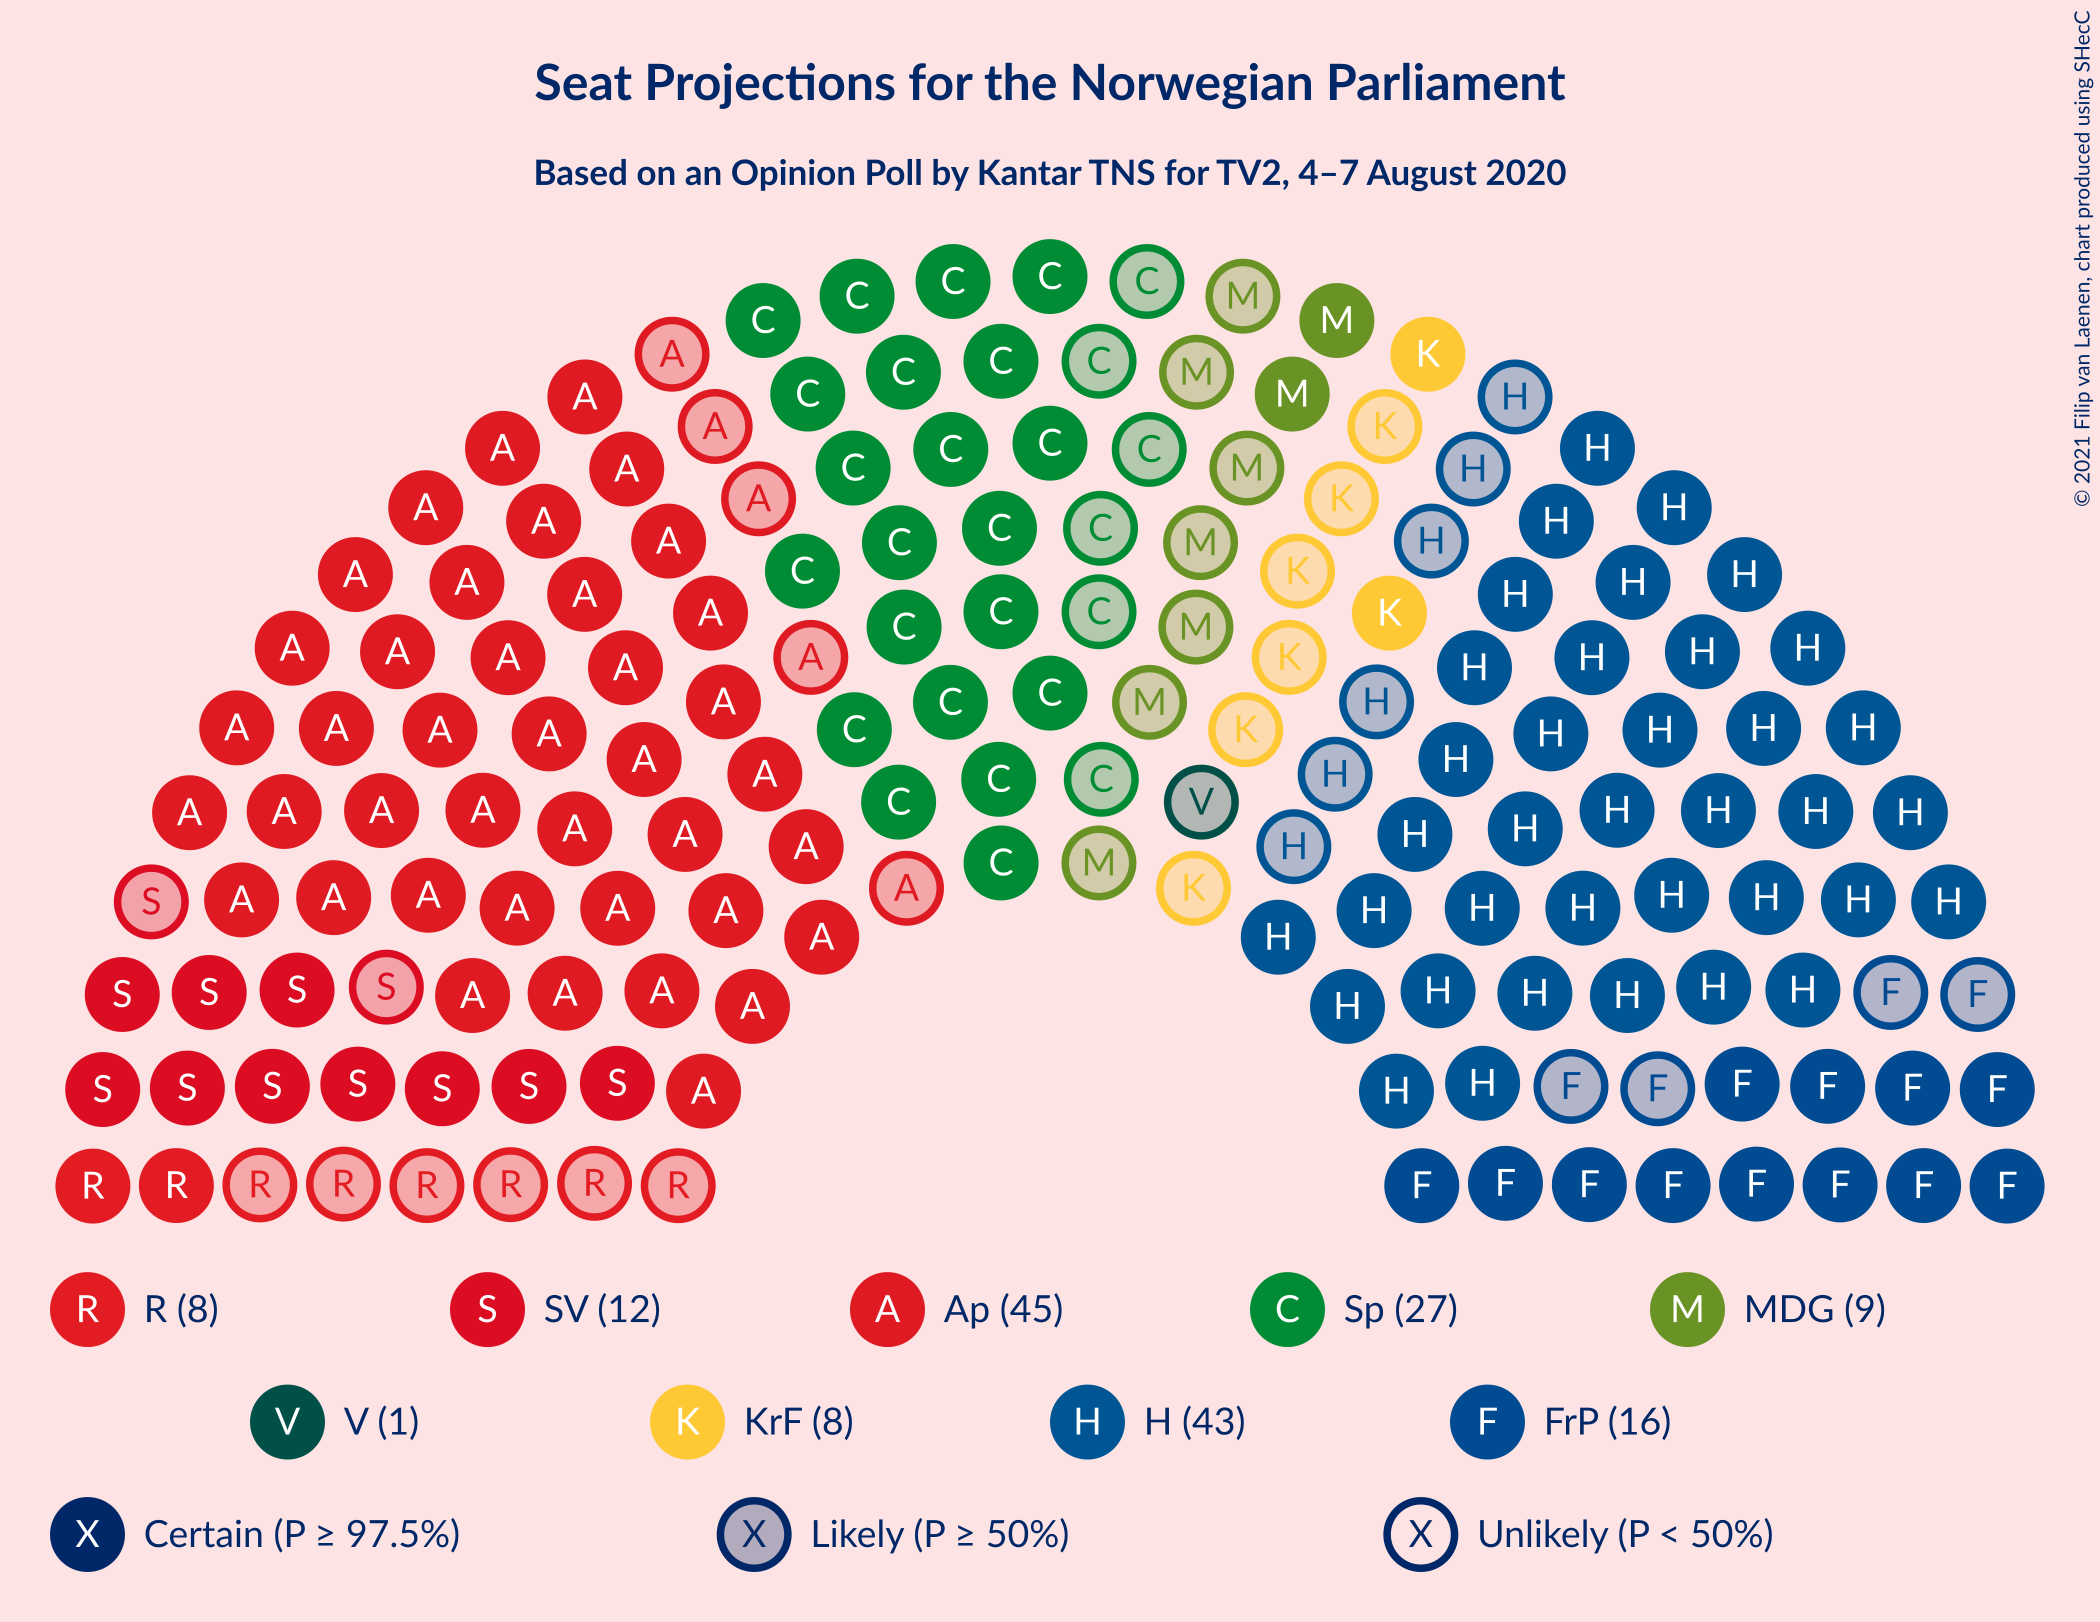 Seat Projections for the Norwegian Parliament
Based on an Opinion Poll by Kantar TNS for TV2, 4–7 August 2020
© 2021 Filip van Laenen, chart produced using SHecC
C C C C M
C M
A C C C M K
A C M H
A A C C C K H
A C M H
A A A C C K H H
A C M H
A A A C K H H H
A C C C M K
A A A A A K H H H H
A C C M H
A A A A C K H H H H
A A C C H H
A A A A A A C V H H H H H H
A C M H
S A A A A A A A K H H H H H H H
A H
S S S S A A A A H H H H H H F F
S S S S S S S A H H F F F F F F
R R R R R R R R F F F F F F F F
R R (8) S SV (12) A Ap (45) C Sp (27) M MDG (9)
V V (1) K KrF (8) H H (43) F FrP (16)
X Certain (P ≥ 97.5%) X Likely (P ≥ 50%) X Unlikely (P < 50%)